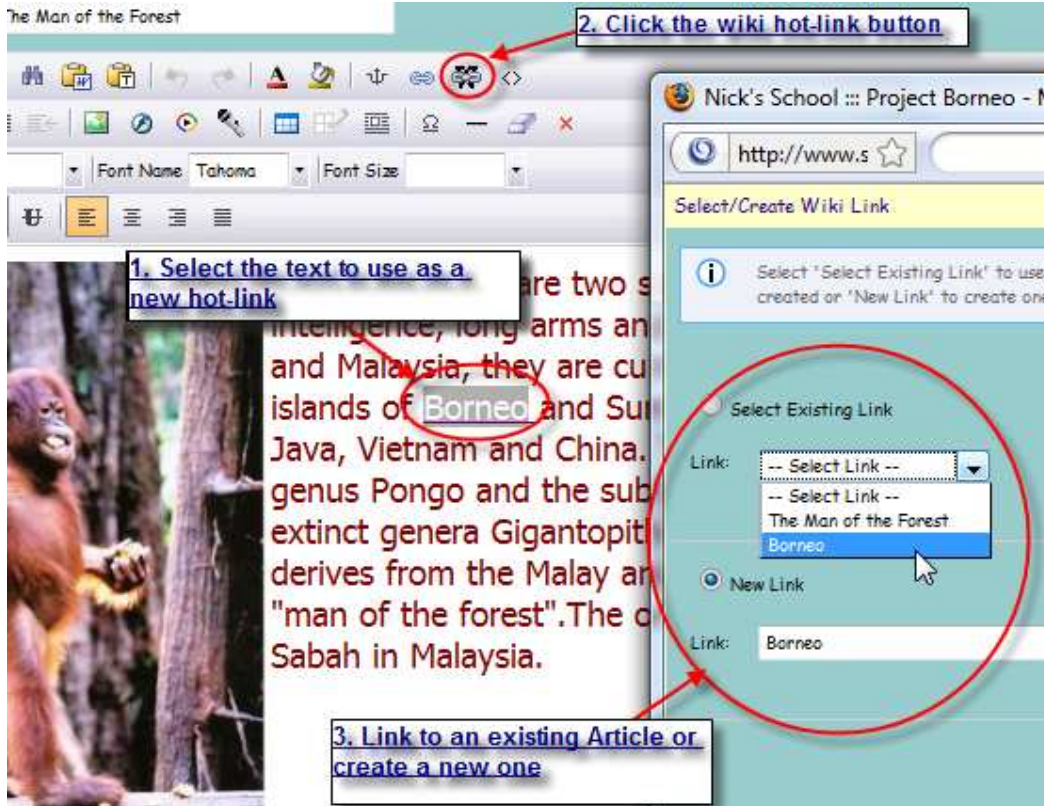 The Man of the Forest
2. Click the wiki hot-link button
Font Name Tahoma Font Size
1. Select the text to use as a
new hot-link
are two s
intelligence, long arms an
and Malaysia, they are cu
islands of Borneo and Su
Java, Vietnam and China.
genus Pongo and the sub
extinct genera Gigantopit
derives from the Malay an
"man of the forest".The o
Sabah in Malaysia.
3. Link to an existing Article or
create a new one
Nick's School ::: Project Borneo - M
http://www.s
Select/Create Wiki Link
Select 'Select Existing Link' to use
created or 'New Link' to create one
Select Existing Link
Link: -- Select Link --
-- Select Link --
The Man of the Forest
Borneo
New Link
Link: Borneo